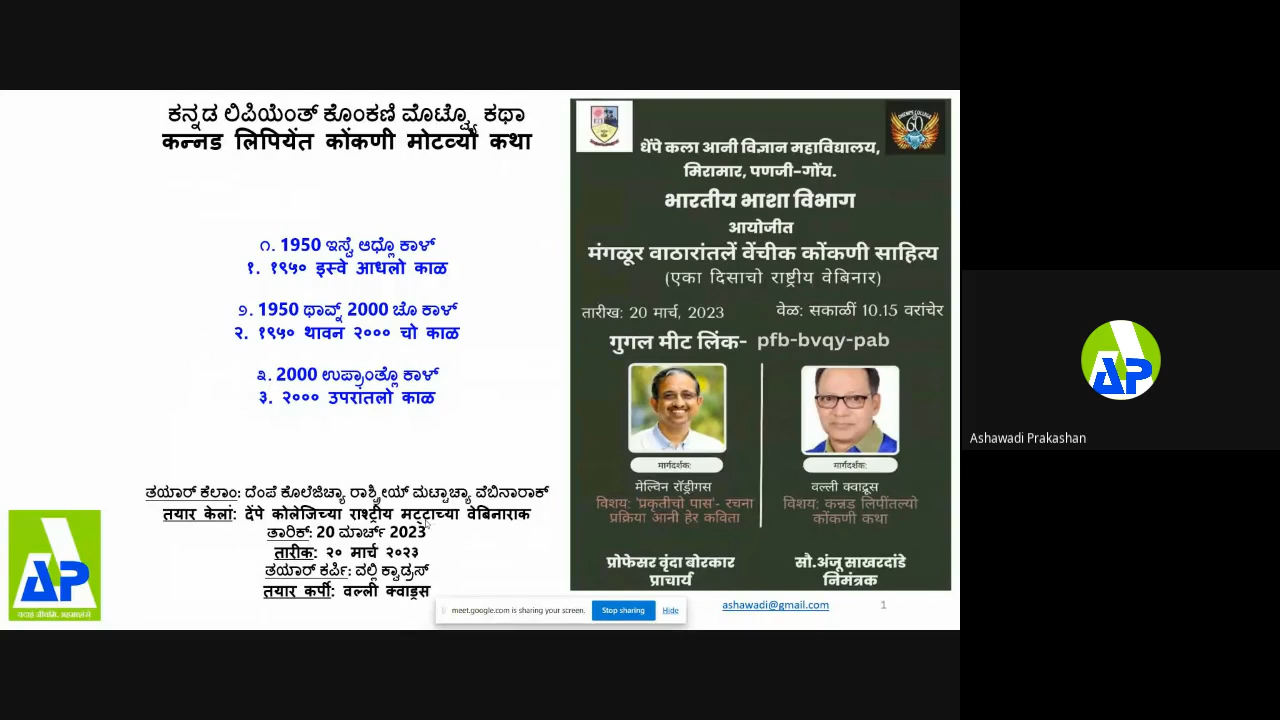 ಕನ್ನಡ ಲಿಪಿಯೆಂತ್ ಕೊಂಕಣಿ ಮೊಟ್ವ್ಯೊ ಕಥಾ
कन्नड लिपियेंत कोंकणी मोटव्यो कथा
೧. 1950 ಇಸ್ವೆ ಆಧ್ಲೊ ಕಾಳ್
१. १९५० इस्वे आधलो काळ
೨. 1950 ಥಾವ್ನ್ 2000 ಚೊ ಕಾಳ್
२. १९५० थावन २००० चो काळ
೩. 2000 ಉಪ್ರಾಂತ್ಲೊ ಕಾಳ್
३. २००० उपरांतलो काळ
ತಯಾರ್ ಕೆಲಾಂ: ದೆಂಪೆ ಕೊಲೆಜಿಚ್ಯಾ ರಾಶ್ಟ್ರೀಯ್ ಮಟ್ಟಾಚ್ಯಾ ವೆಬಿನಾರಾಕ್
तयार केलां: देंपे कोलेजिच्या राश्ट्रीय मट्टाच्या वेबिनाराक
ತಾರಿಕ್: 20 ಮಾರ್ಚ್ 2023
तारीक: २० मार्च २०२३
ತಯಾರ್ ಕರ್ಪಿ: ವಲ್ಲಿ ಕ್ವಾಡ್ರಸ್
तयार कर्पी: वल्ली क्वाड्रस
AP
धेंपे कला आनी विज्ञान महाविद्यालय,
मिरामार, पणजी-गोंय.
भारतीय भाशा विभाग
आयोजीत
मंगळूर वाठारांतलें वेंचीक कोंकणी साहित्य
(एका दिसाचो राष्ट्रीय वेबिनार)
तारीख: 20 मार्च, 2023
वेळ: सकाळीं 10.15 वरांचेर
गुगल मीट लिंक- pfb-bvqy-pab
मार्गदर्शक:
मेल्विन रॉड्रीगस
विशय: 'प्रकृतीचो पास'- रचना
प्रक्रिया आनी हेर कविता
मार्गदर्शक:
वल्ली क्वाद्रूस
विशय: कन्नड लिपींतल्यो
कोंकणी कथा
प्रोफेसर वृंदा बोरकार
प्राचार्य
सौ.अंजू साखरदांडे
निमंत्रक
meet.google.com is sharing your screen.
Stop sharing
Hide
ashawadi@gmail.com
1
AP
Ashawadi Prakashan